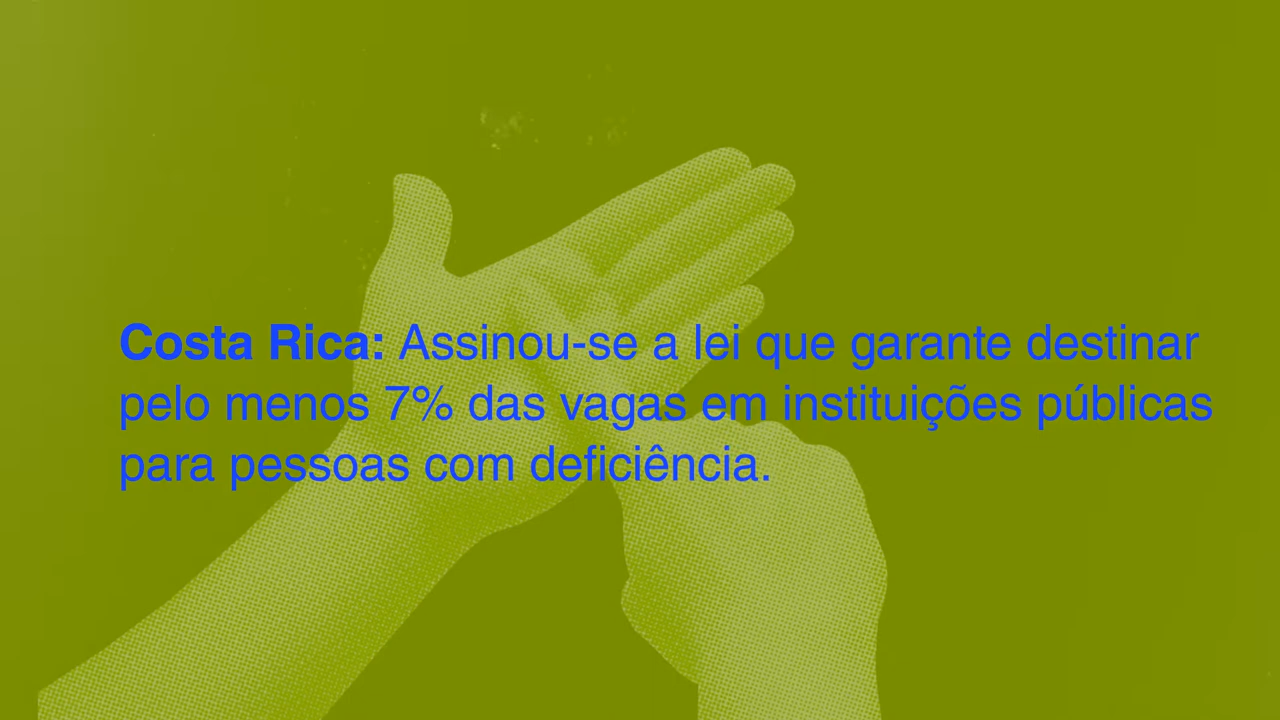 Costa Rica: Assinou-se a lei que garante destinar
pelo menos 7% das vagas em instituições públicas
para pessoas com deficiência.